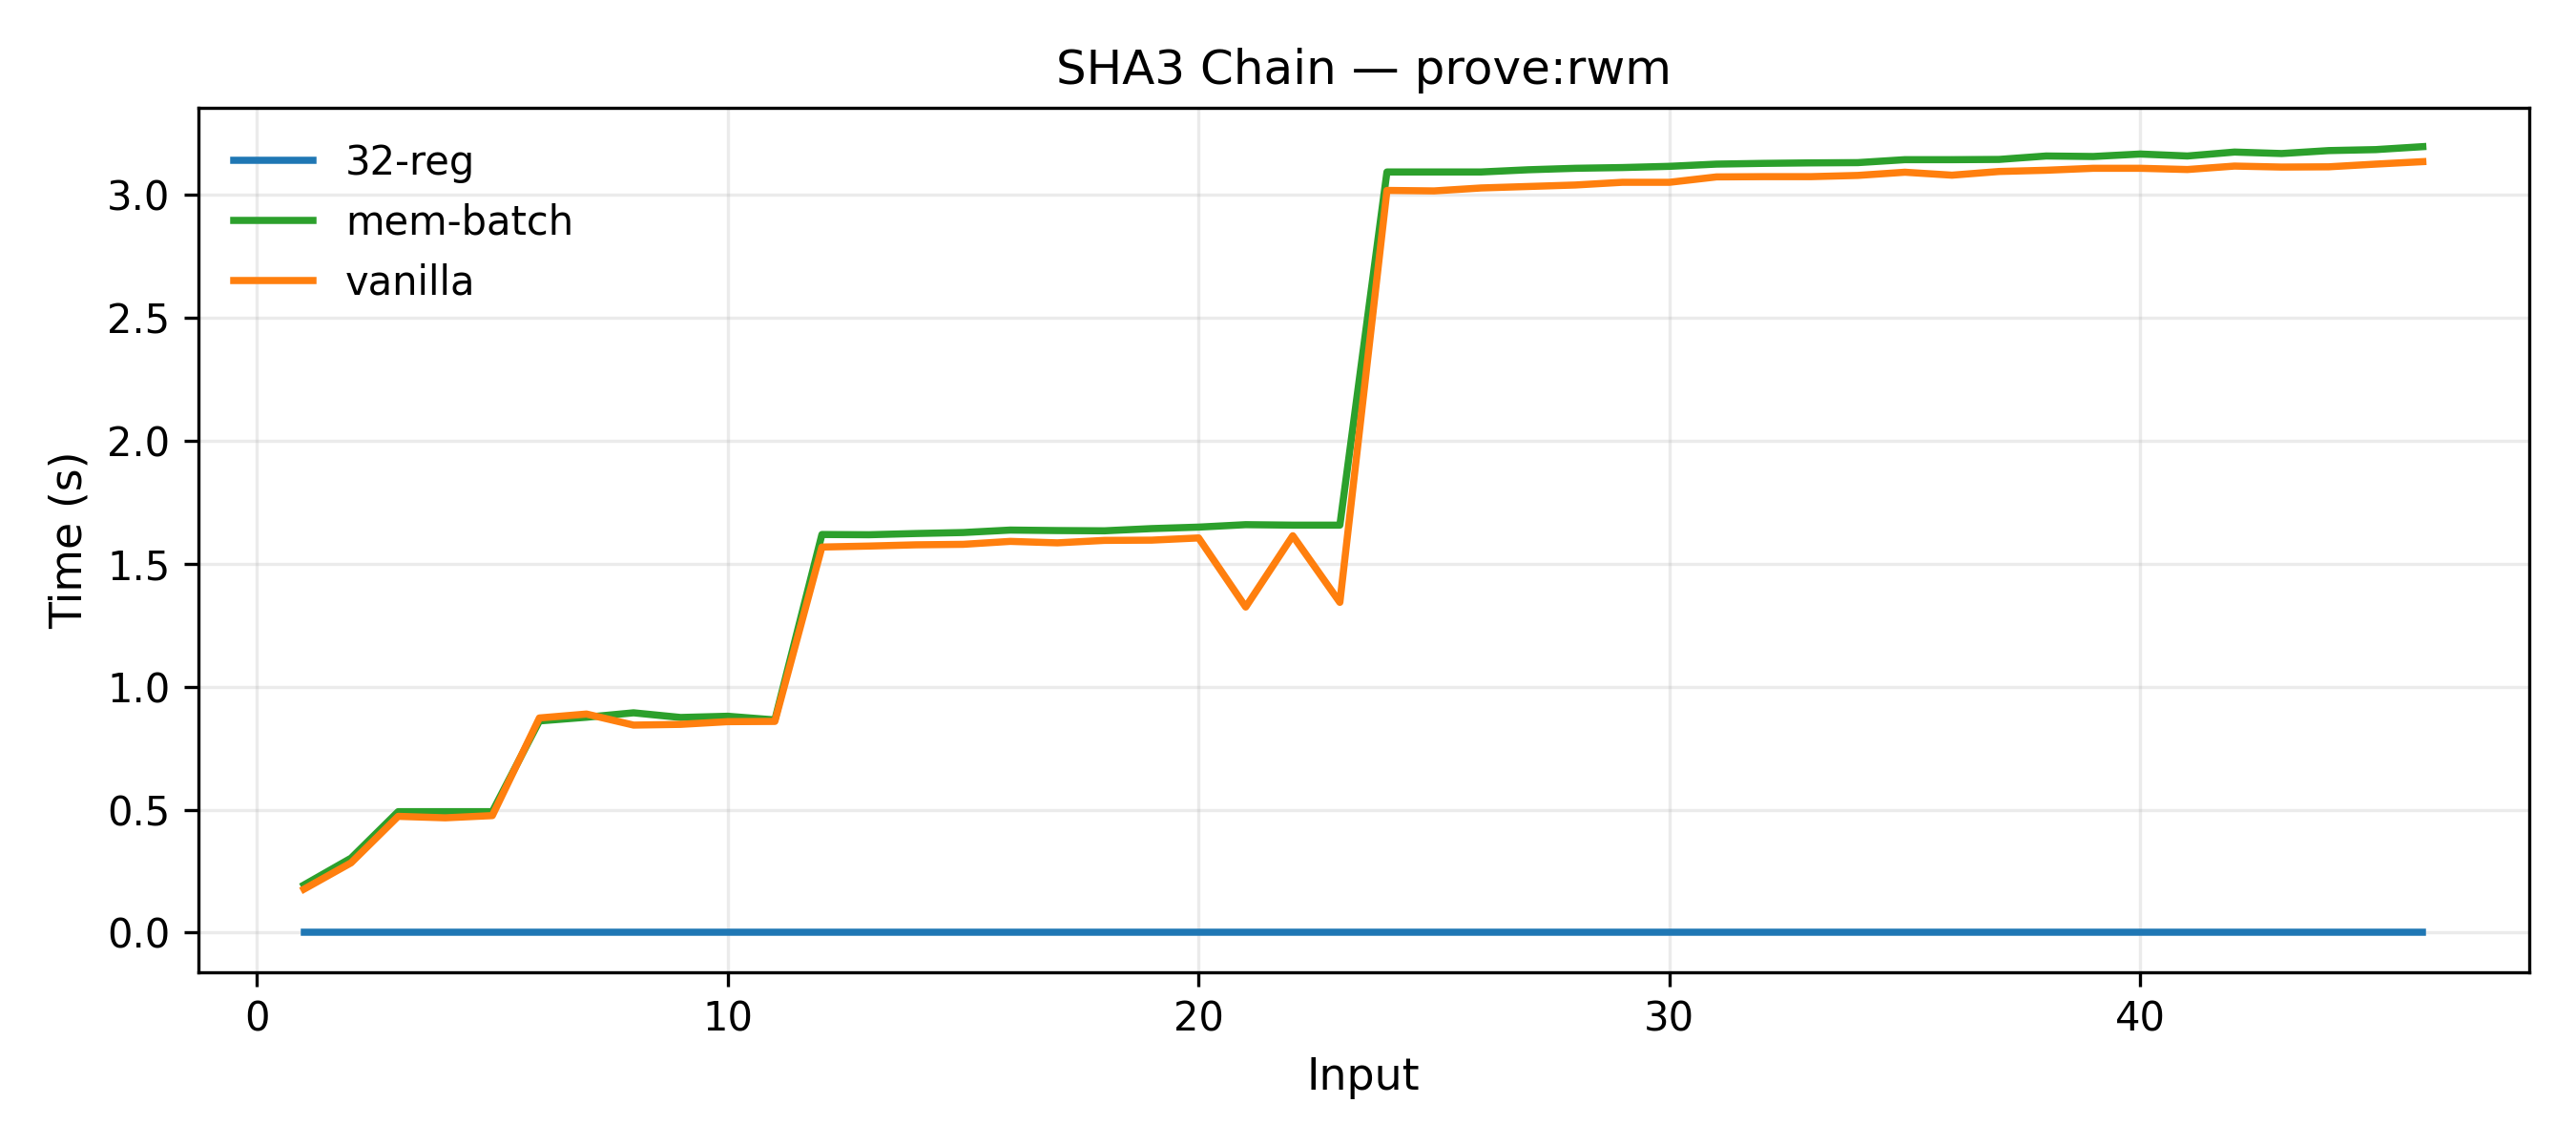 SHA3 Chain — prove:rwm
32-reg
mem-batch
vanilla
Time (s)
3.0
2.5
2.0
1.5
1.0
0.5
0.0
0
10
20
30
40
Input